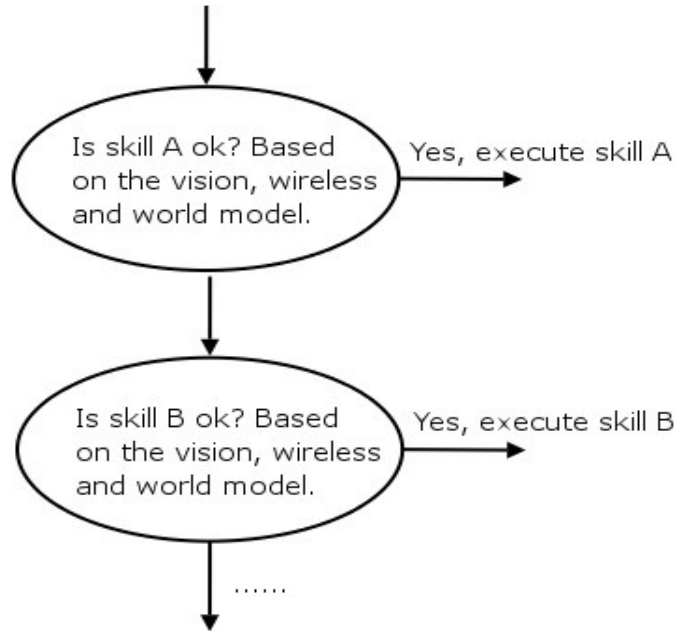 Is skill A ok? Based
on the vision, wireless
and world model.
Yes, execute skill A
Is skill B ok? Based
on the vision, wireless
and world model.
Yes, execute skill B
......